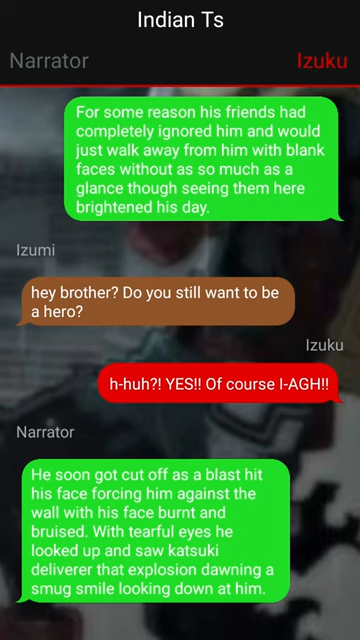 Indian Ts
Narrator
Izuku
For some reason his friends had
completely ignored him and would
just walk away from him with blank
faces without as so much as a
glance though seeing them here
brightened his day.
Izumi
hey brother? Do you still want to be
a hero?
Izuku
h-huh?! YES!! Of course I-AGH!!
Narrator
He soon got cut off as a blast hit
his face forcing him against the
wall with his face burnt and
bruised. With tearful eyes he
looked up and saw katsuki
deliverer that explosion dawning a
smug smile looking down at him.